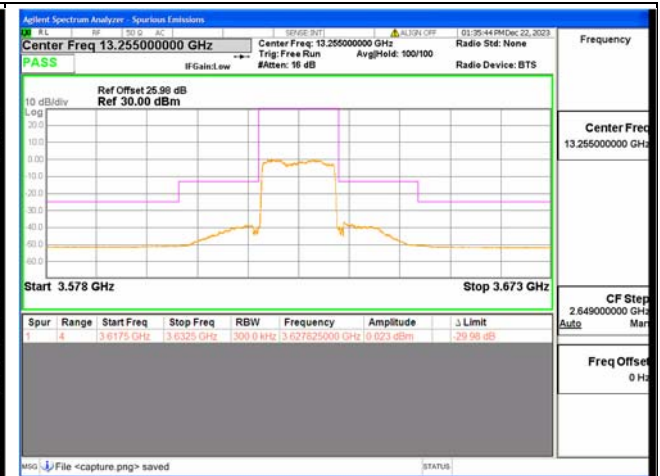 Agilent Spectrum Analyzer - Spurious Emissions
RL RF 50 Ω AC SENSE:INT ALIGN OFF 01:35:44 PM Dec 22, 2023
Center Freq 13.255000000 GHz Center Freq: 13.255000000 GHz Radio Std: None Frequency
Trig: Free Run Avg|Hold: 100/100
PASS IFGain:Low #Atten: 16 dB Radio Device: BTS
Ref Offset 25.98 dB
10 dB/div Ref 30.00 dBm
Log
20.0
10.0
0.00
-10.0
-20.0
-30.0
-40.0
-50.0
-60.0
Start 3.578 GHz Stop 3.673 GHz
Center Freq
13.255000000 GHz
CF Step
2.649000000 GHz
Auto Man
Freq Offset
0 Hz
Spur Range Start Freq Stop Freq RBW Frequency Amplitude Δ Limit
1 4 3.6175 GHz 3.6325 GHz 300.0 kHz 3.627825000 GHz 0.023 dBm -29.98 dB
MSG File <capture.png> saved STATUS